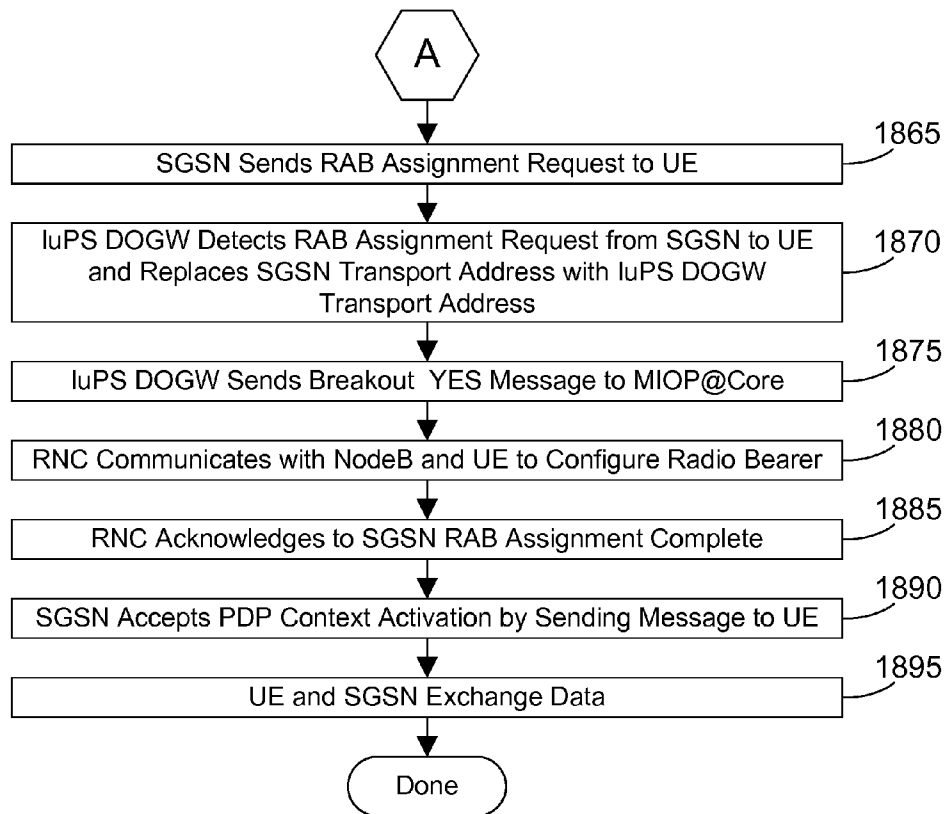 A
1865
SGSN Sends RAB Assignment Request to UE
1870
IuPS DOGW Detects RAB Assignment Request from SGSN to UE
and Replaces SGSN Transport Address with IuPS DOGW
Transport Address
1875
IuPS DOGW Sends Breakout YES Message to MIOP@Core
1880
RNC Communicates with NodeB and UE to Configure Radio Bearer
1885
RNC Acknowledges to SGSN RAB Assignment Complete
1890
SGSN Accepts PDP Context Activation by Sending Message to UE
1895
UE and SGSN Exchange Data
Done